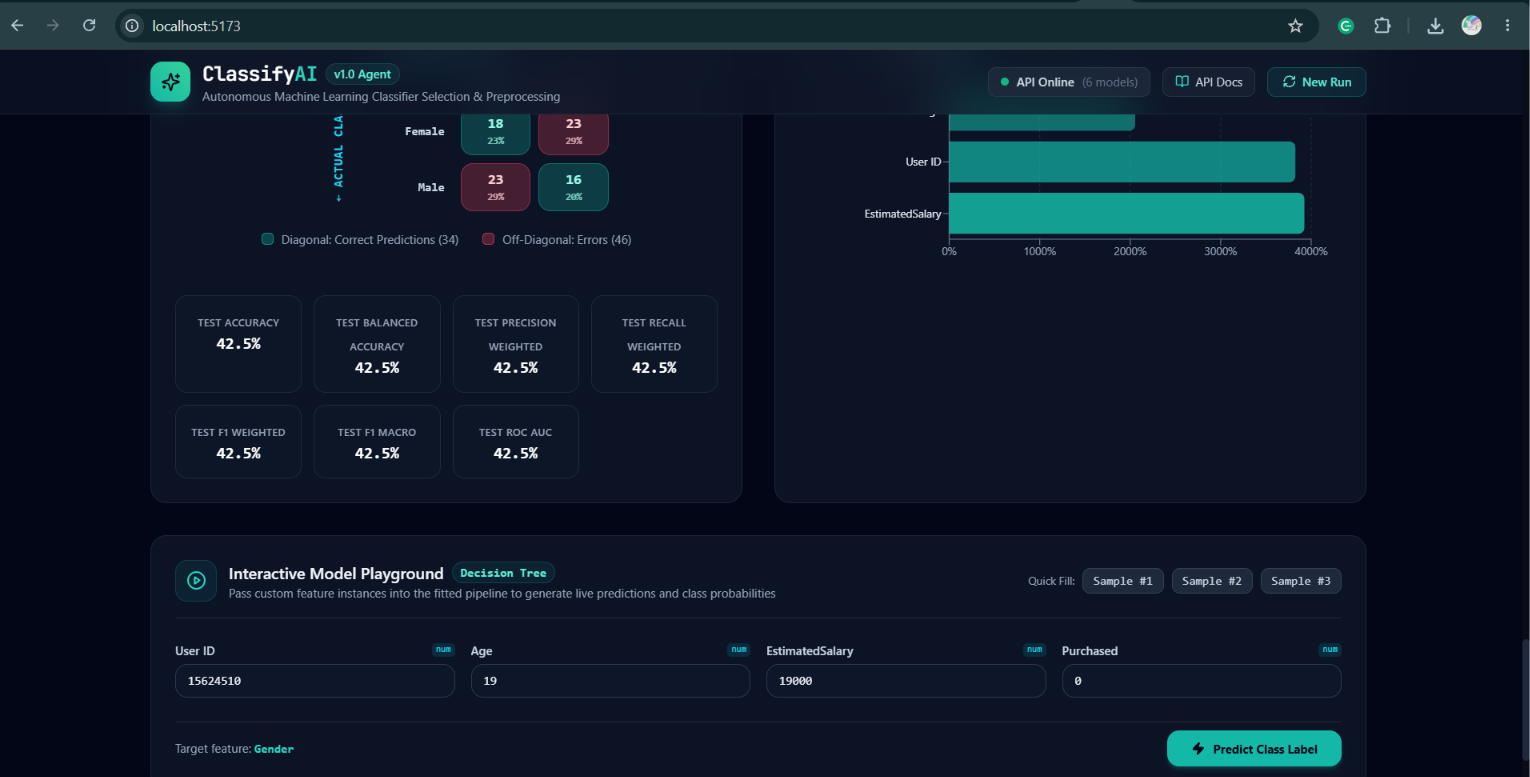 localhost:5173
ClassifyAI v1.0 Agent
Autonomous Machine Learning Classifier Selection & Preprocessing
API Online (6 models)
API Docs
New Run
← ACTUAL CLA
Female
18
23%
23
29%
Male
23
29%
16
20%
Diagonal: Correct Predictions (34)
Off-Diagonal: Errors (46)
User ID
EstimatedSalary
0%
1000%
2000%
3000%
4000%
TEST ACCURACY
42.5%
TEST BALANCED
ACCURACY
42.5%
TEST PRECISION
WEIGHTED
42.5%
TEST RECALL
WEIGHTED
42.5%
TEST F1 WEIGHTED
42.5%
TEST F1 MACRO
42.5%
TEST ROC AUC
42.5%
Interactive Model Playground Decision Tree
Pass custom feature instances into the fitted pipeline to generate live predictions and class probabilities
Quick Fill: Sample #1 Sample #2 Sample #3
User ID num
15624510
Age num
19
EstimatedSalary num
19000
Purchased num
0
Target feature: Gender
Predict Class Label